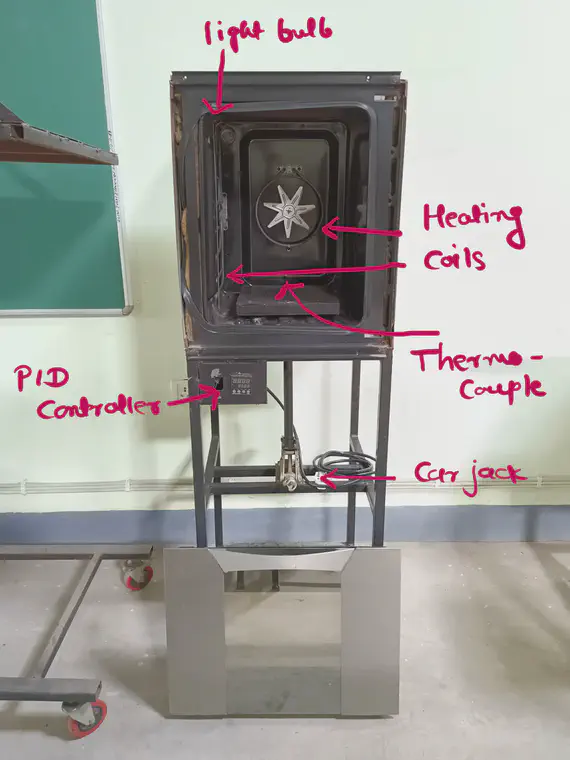 light bulb
Heating
Coils
Thermo-
Couple
PID
Controller
Car jack